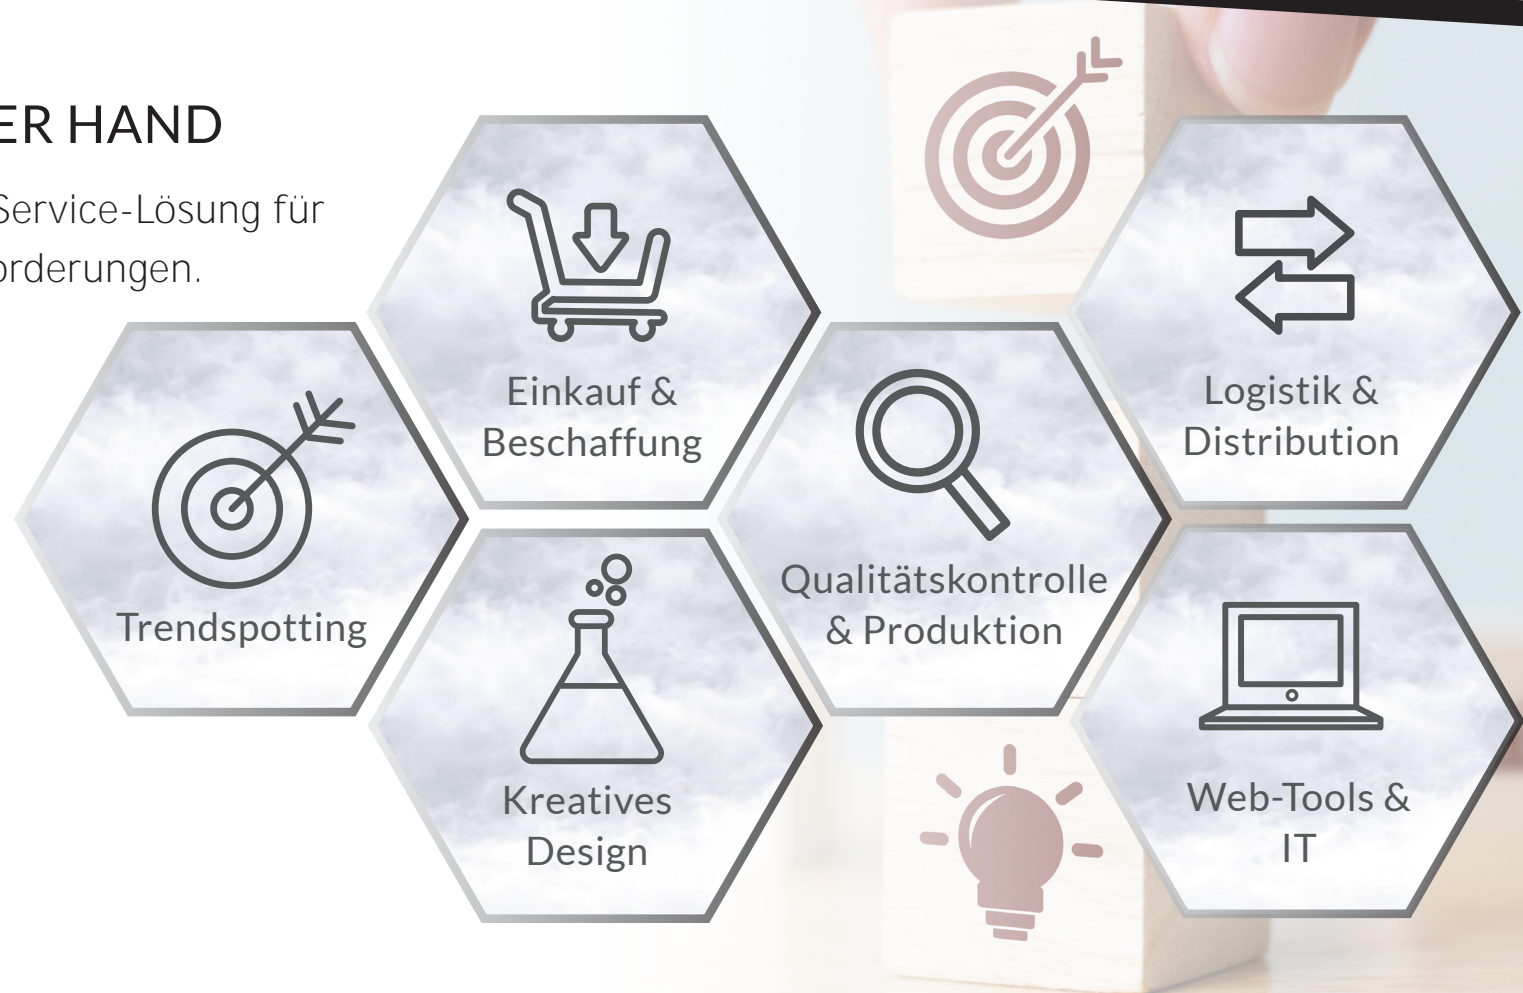 ER HAND
Service-Lösung für
orderungen.
Einkauf &
Beschaffung
Logistik &
Distribution
Trendspotting
Qualitätskontrolle
& Produktion
Kreatives
Design
Web-Tools &
IT